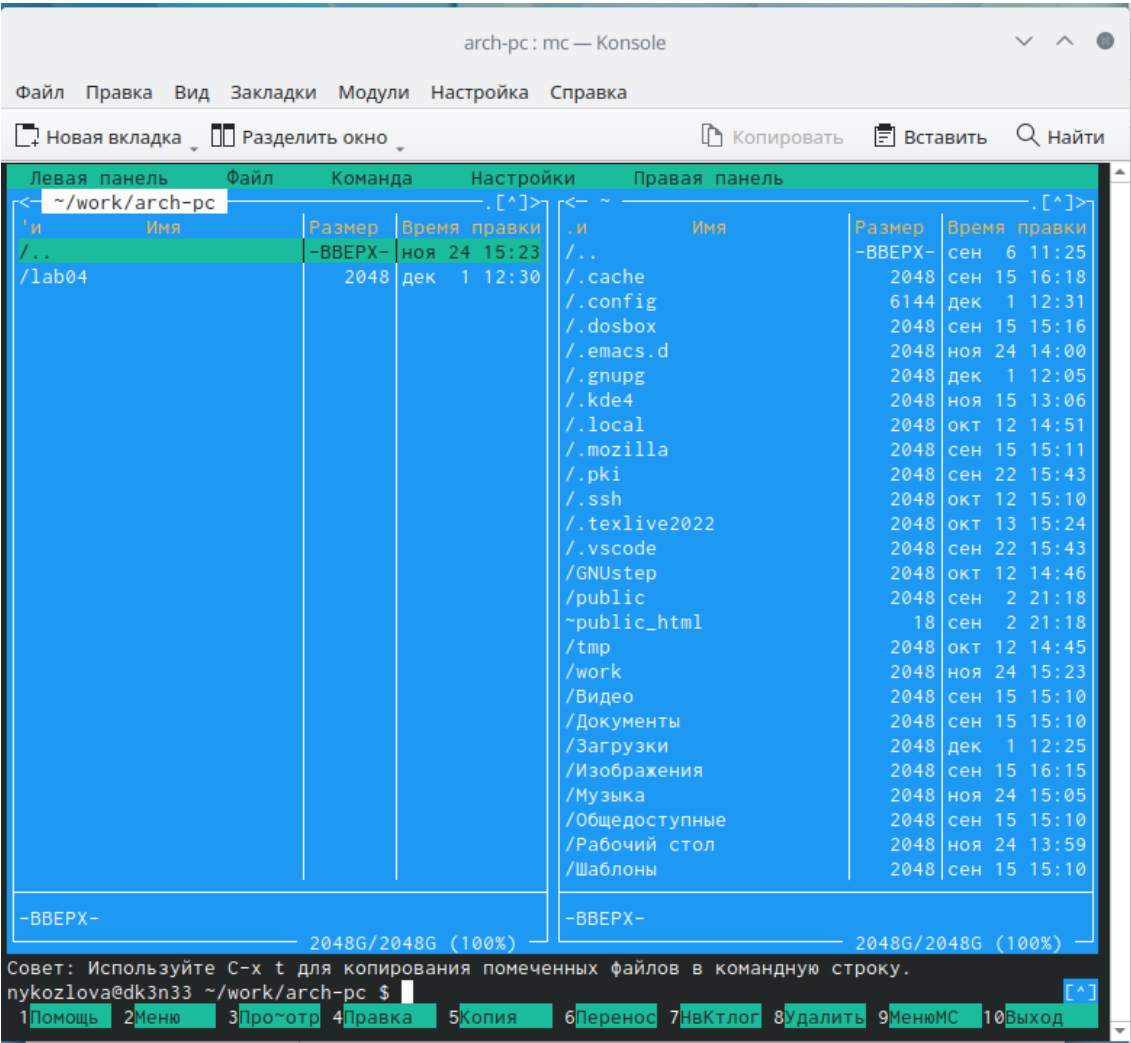 arch-pc : mc — Konsole
Файл Правка Вид Закладки Модули Настройка Справка
Новая вкладка Разделить окно Копировать Вставить Найти
Левая панель Файл Команда Настройки Правая панель
<— ~/work/arch-pc .[^]> <— ~ .[^]>
'и Имя Размер Время правки .и Имя Размер Время правки
/.. -ВВЕРХ- ноя 24 15:23 /.. -ВВЕРХ- сен 6 11:25
/lab04 2048 дек 1 12:30 /.cache 2048 сен 15 16:18
/.config 6144 дек 1 12:31
/.dosbox 2048 сен 15 15:16
/.emacs.d 2048 ноя 24 14:00
/.gnupg 2048 дек 1 12:05
/.kde4 2048 ноя 15 13:06
/.local 2048 окт 12 14:51
/.mozilla 2048 сен 15 15:11
/.pki 2048 сен 22 15:43
/.ssh 2048 окт 12 15:10
/.texlive2022 2048 окт 13 15:24
/.vscode 2048 сен 22 15:43
/GNUstep 2048 окт 12 14:46
/public 2048 сен 2 21:18
~public_html 18 сен 2 21:18
/tmp 2048 окт 12 14:45
/work 2048 ноя 24 15:23
/Видео 2048 сен 15 15:10
/Документы 2048 сен 15 15:10
/Загрузки 2048 дек 1 12:25
/Изображения 2048 сен 15 16:15
/Музыка 2048 ноя 24 15:05
/Общедоступные 2048 сен 15 15:10
/Рабочий стол 2048 ноя 24 13:59
/Шаблоны 2048 сен 15 15:10
-ВВЕРХ- -ВВЕРХ-
2048G/2048G (100%) 2048G/2048G (100%)
Совет: Используйте C-x t для копирования помеченных файлов в командную строку.
nykozlova@dk3n33 ~/work/arch-pc $ [^]
1Помощь 2Меню 3Про~отр 4Правка 5Копия 6Перенос 7НвКтлог 8Удалить 9МенюMC 10Выход